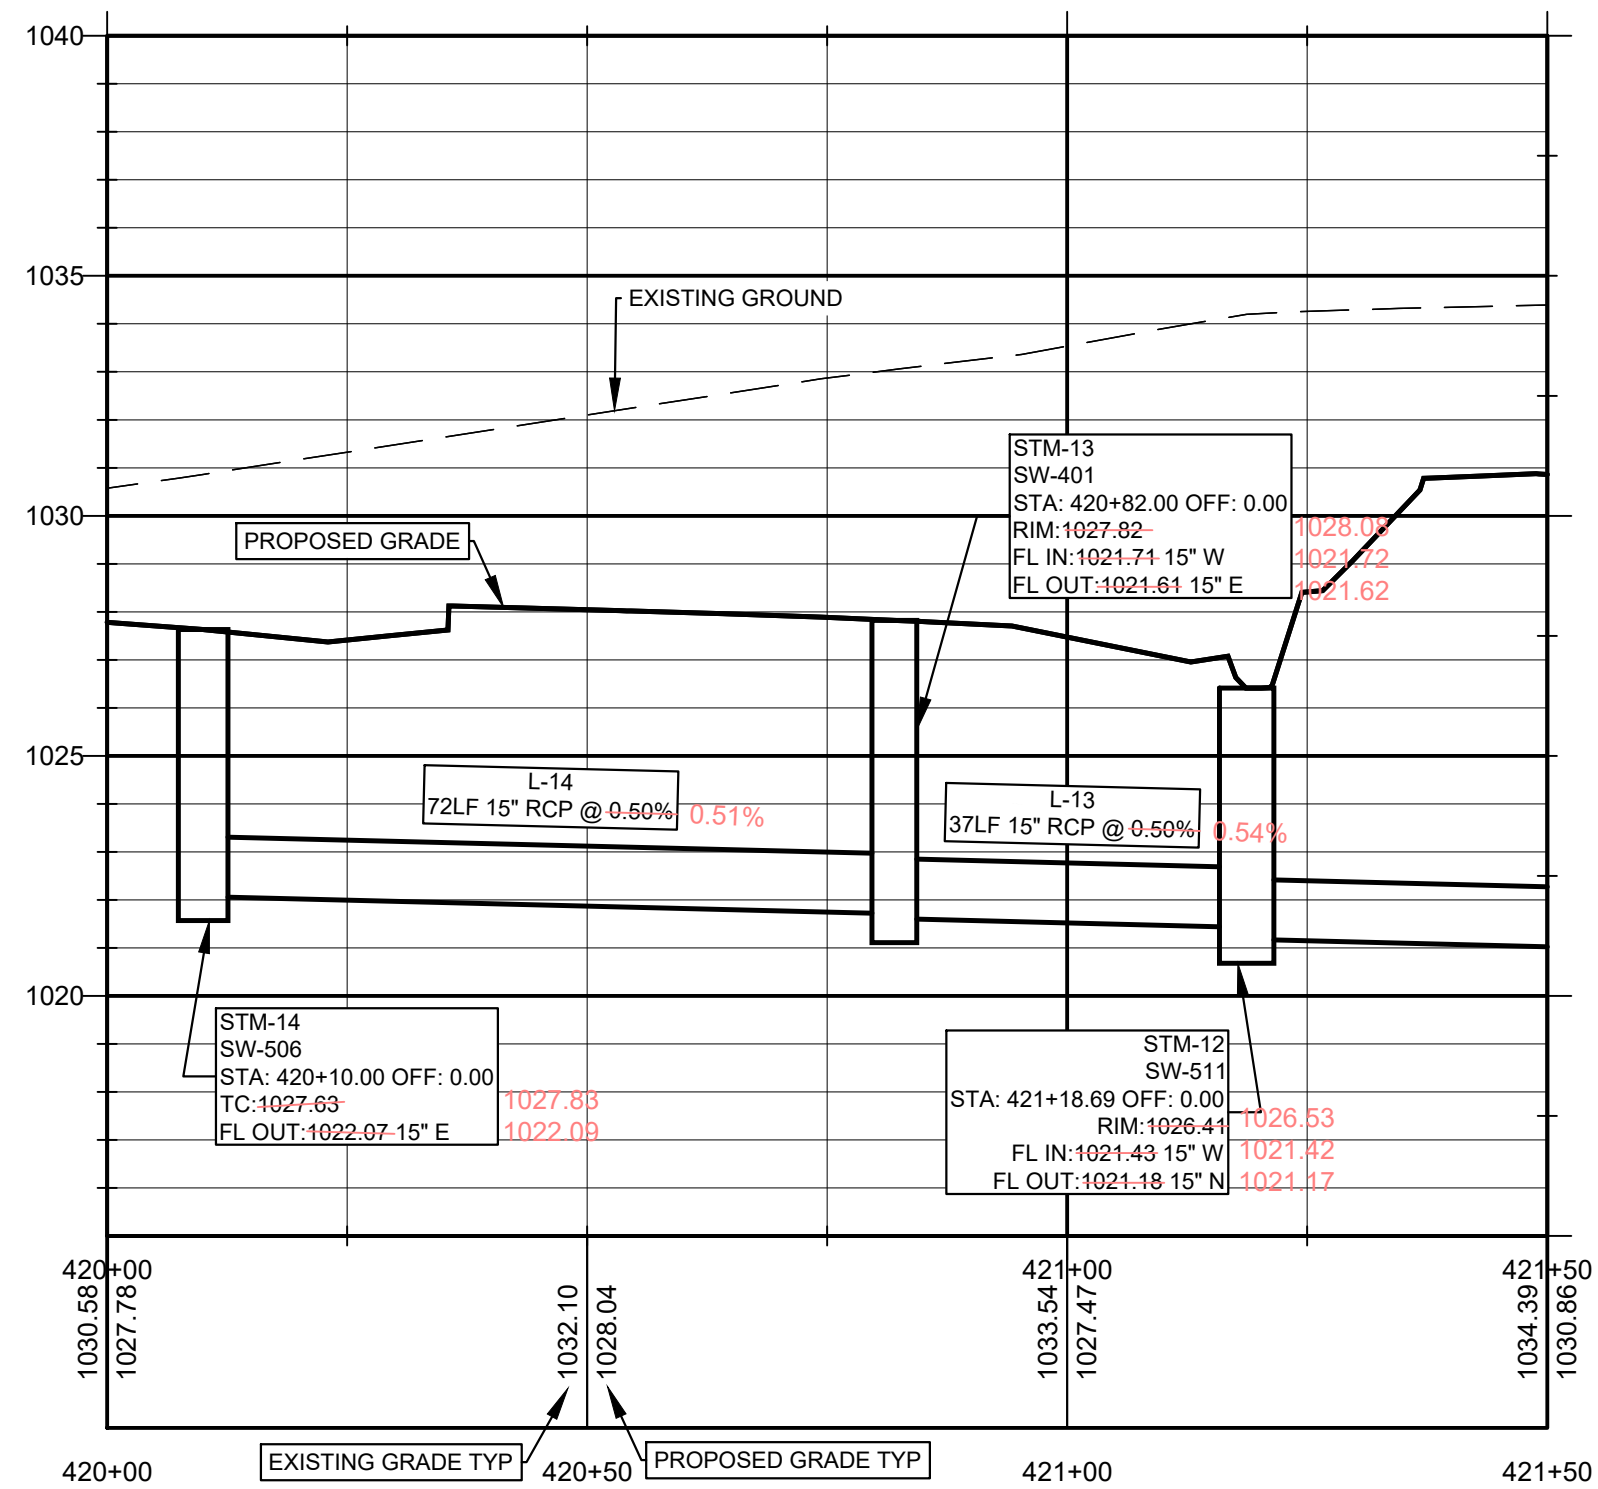 1040
1035
EXISTING GROUND
STM-13
SW-401
STA: 420+82.00 OFF: 0.00
RIM:1027.82 1028.08
FL IN:1021.71 15" W 1021.72
FL OUT:1021.61 15" E 1021.62
1030
PROPOSED GRADE
1025
L-14
72LF 15" RCP @ 0.50% 0.51%
L-13
37LF 15" RCP @ 0.50% 0.54%
1020
STM-14
SW-506
STA: 420+10.00 OFF: 0.00
TC:1027.63 1027.83
FL OUT:1022.07 15" E 1022.09
STM-12
SW-511
STA: 421+18.69 OFF: 0.00
RIM:1026.41 1026.53
FL IN:1021.43 15" W 1021.42
FL OUT:1021.18 15" N 1021.17
420+00 421+00 421+50
1030.58
1027.78
1032.10
1028.04
1033.54
1027.47
1034.39
1030.86
EXISTING GRADE TYP
PROPOSED GRADE TYP
420+00 420+50 421+00 421+50